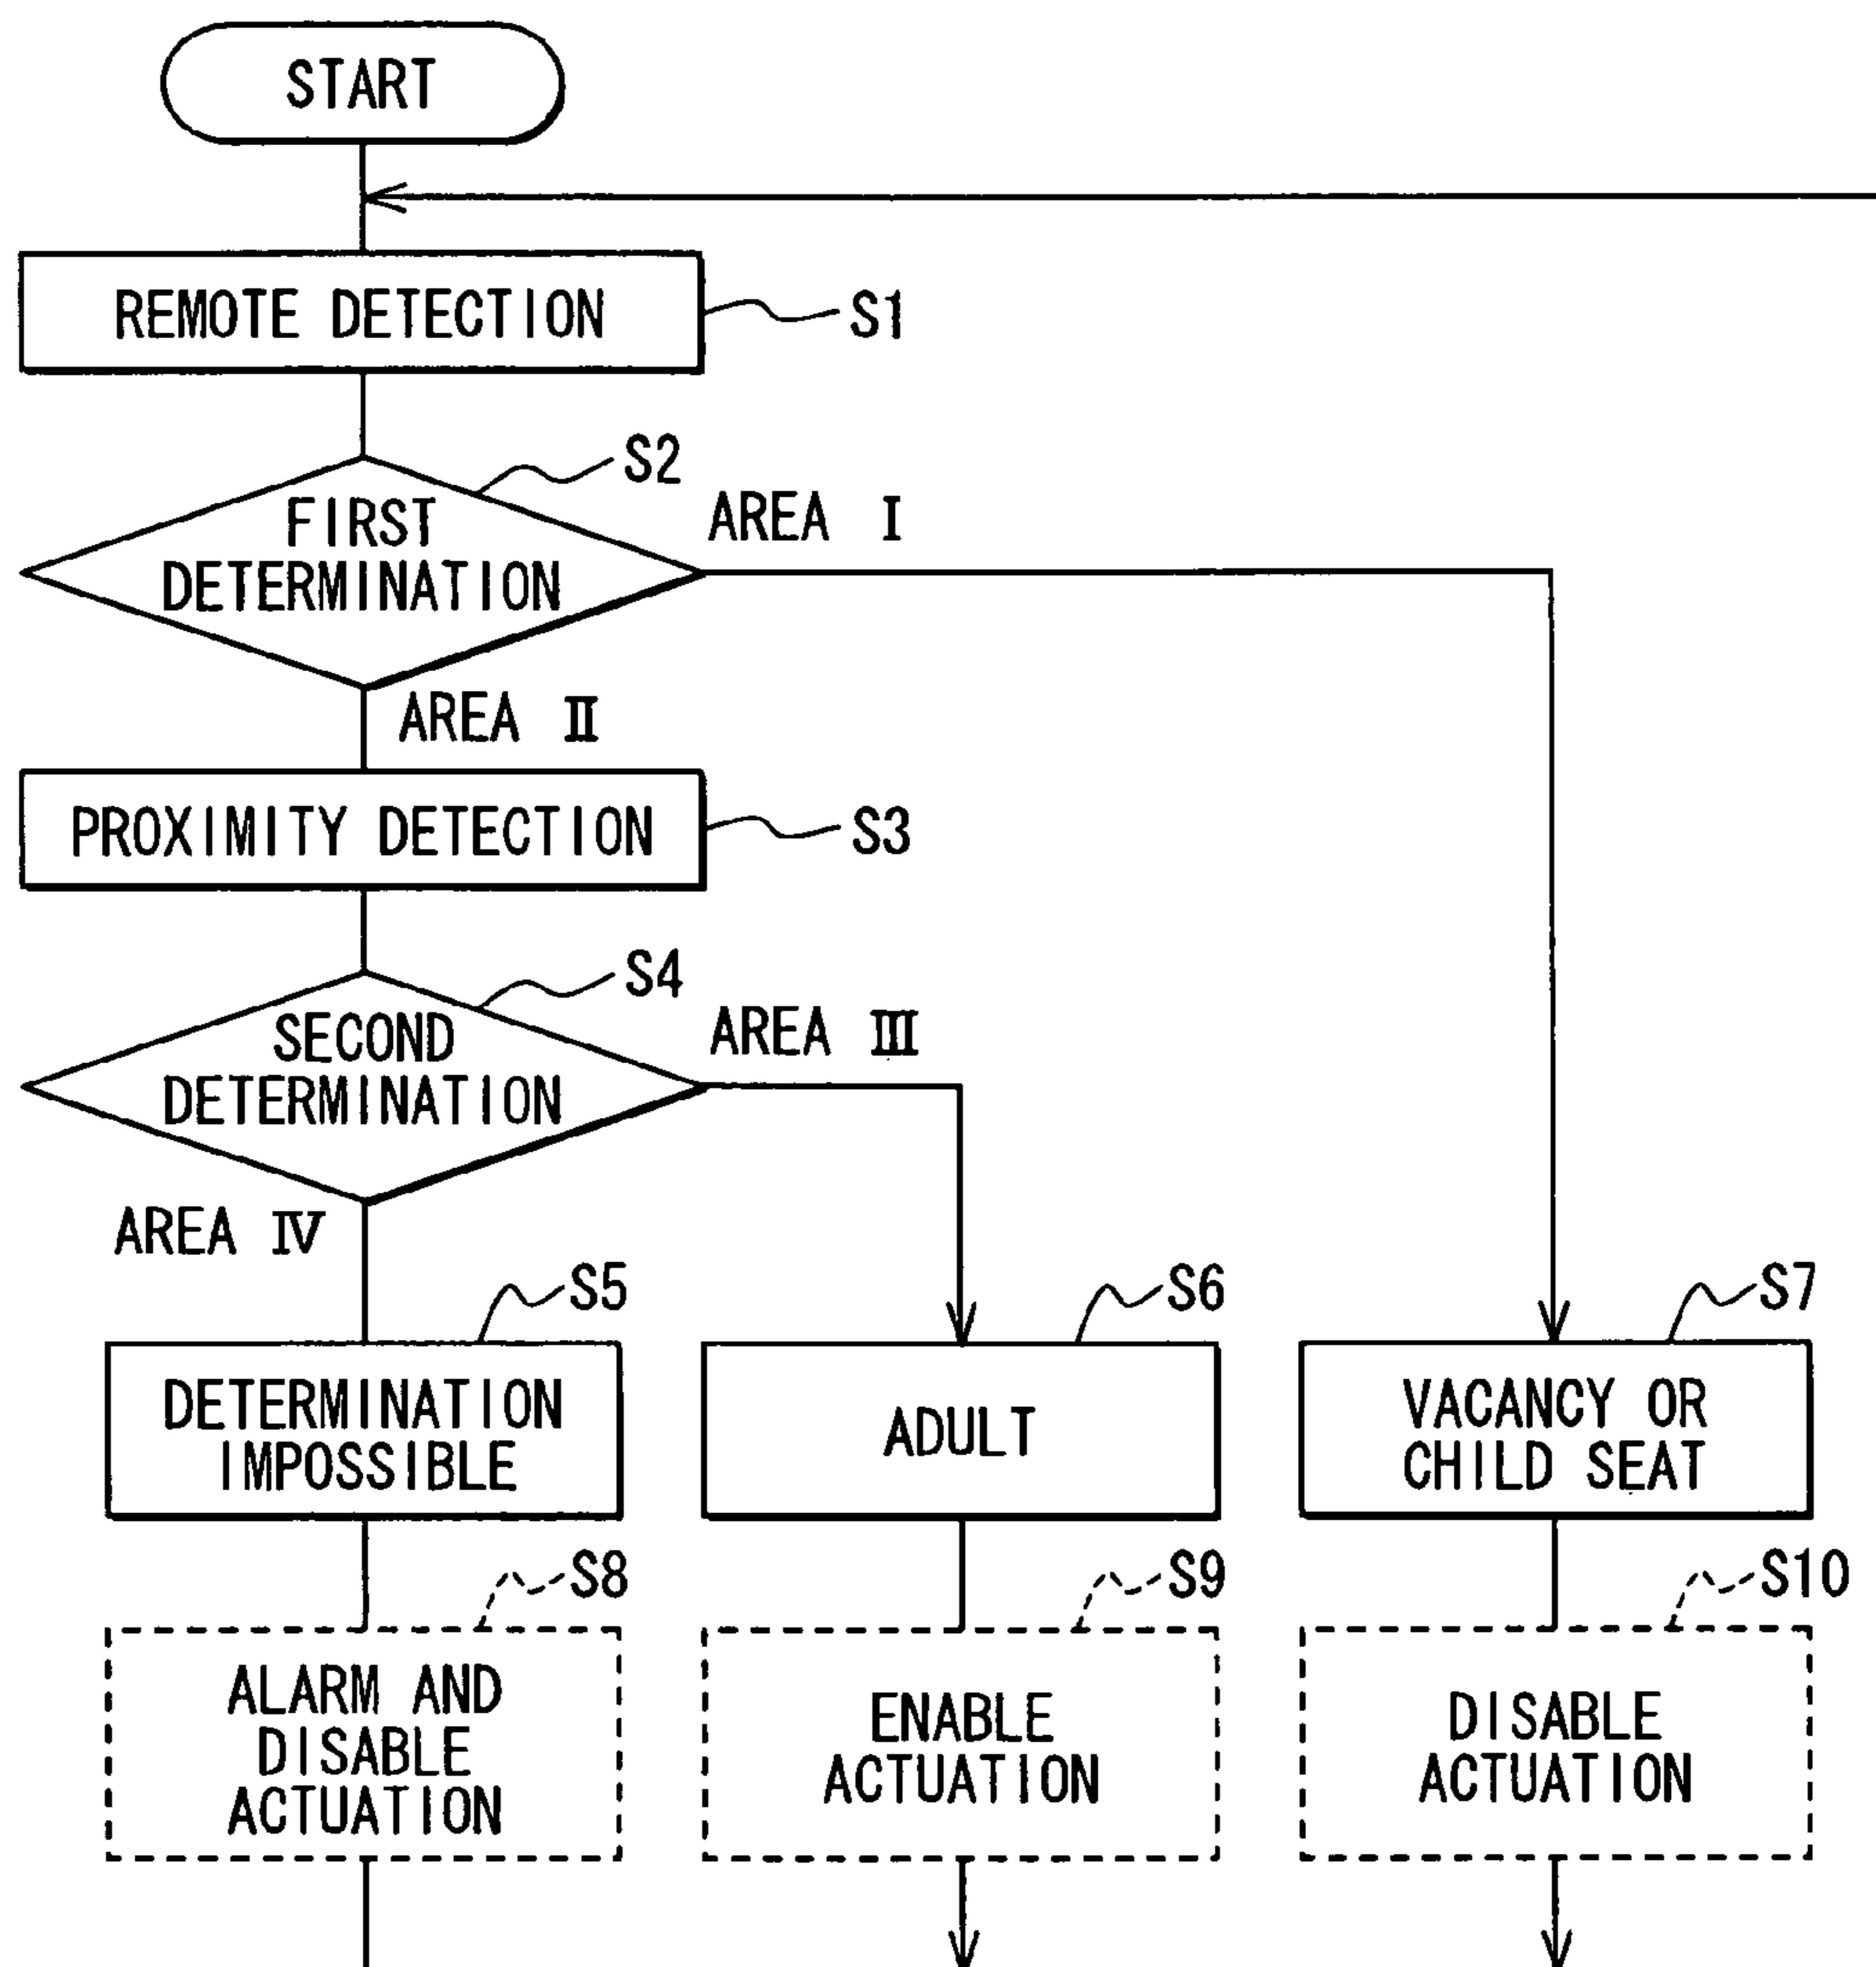 START
REMOTE DETECTION
S1
S2
FIRST
DETERMINATION
AREA I
AREA II
PROXIMITY DETECTION
S3
S4
SECOND
DETERMINATION
AREA III
AREA IV
S5
DETERMINATION
IMPOSSIBLE
S6
ADULT
S7
VACANCY OR
CHILD SEAT
S8
ALARM AND
DISABLE
ACTUATION
S9
ENABLE
ACTUATION
S10
DISABLE
ACTUATION